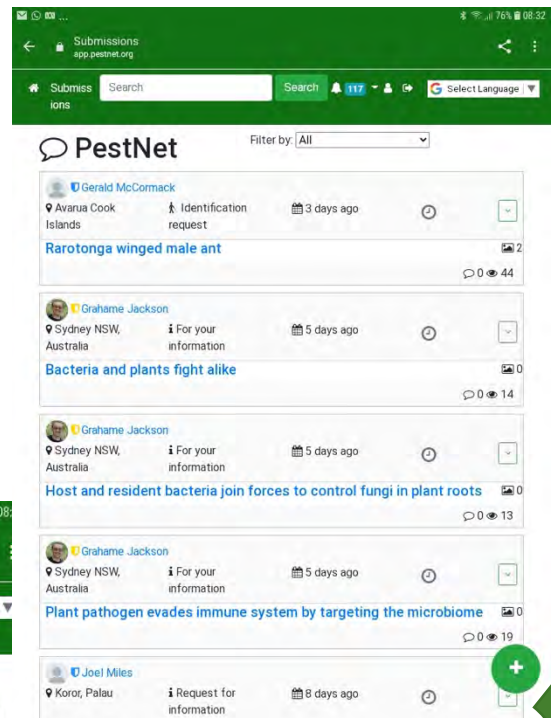 76% 08:32
Submissions
app.pestnet.org
Submiss
ions
Search
Search
117
G Select Language ▼
PestNet
Filter by: All
Gerald McCormack
Avarua Cook
Islands
Identification
request
3 days ago
Rarotonga winged male ant
2
0 44
Grahame Jackson
Sydney NSW,
Australia
For your
information
5 days ago
Bacteria and plants fight alike
0
0 14
Grahame Jackson
Sydney NSW,
Australia
For your
information
5 days ago
Host and resident bacteria join forces to control fungi in plant roots
0
0 13
Grahame Jackson
Sydney NSW,
Australia
For your
information
5 days ago
Plant pathogen evades immune system by targeting the microbiome
0
0 19
Joel Miles
Koror, Palau
Request for
information
8 days ago
08: